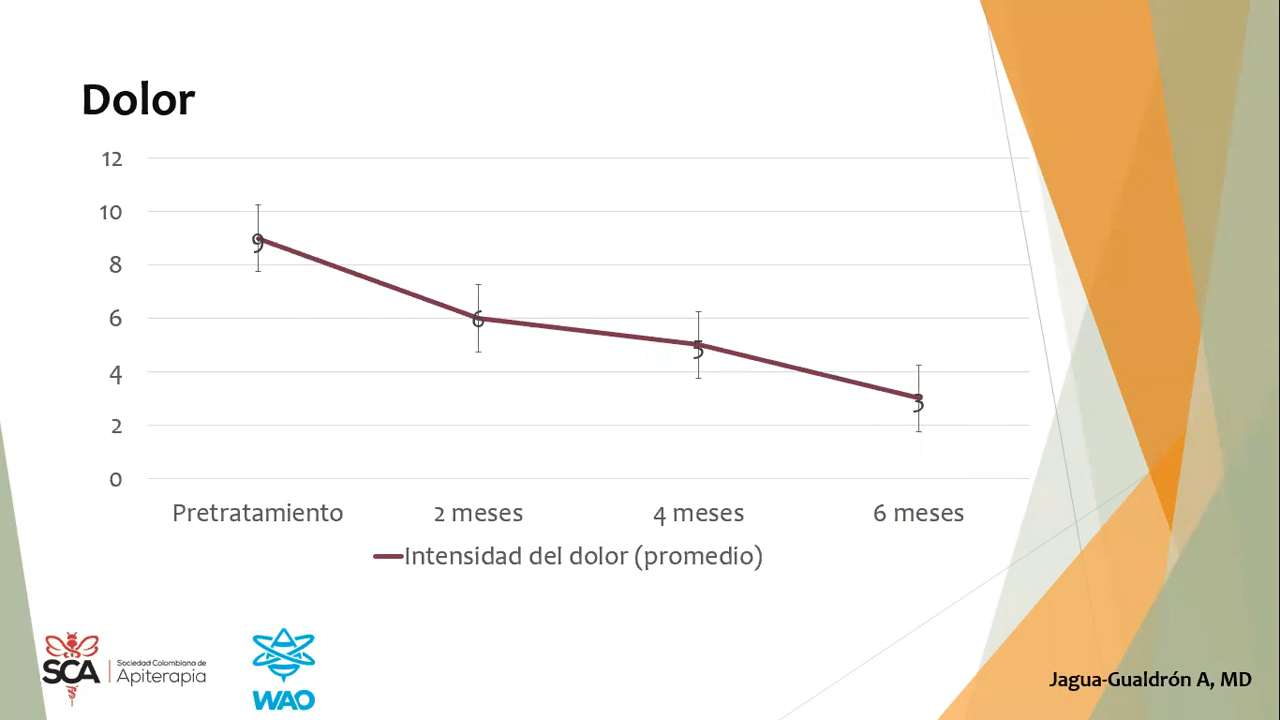 Dolor
12
10
8
6
4
2
0
9
6
5
3
Pretratamiento 2 meses 4 meses 6 meses
Intensidad del dolor (promedio)
SCA Sociedad Colombiana de
Apiterapia
WAO
Jagua-Gualdrón A, MD